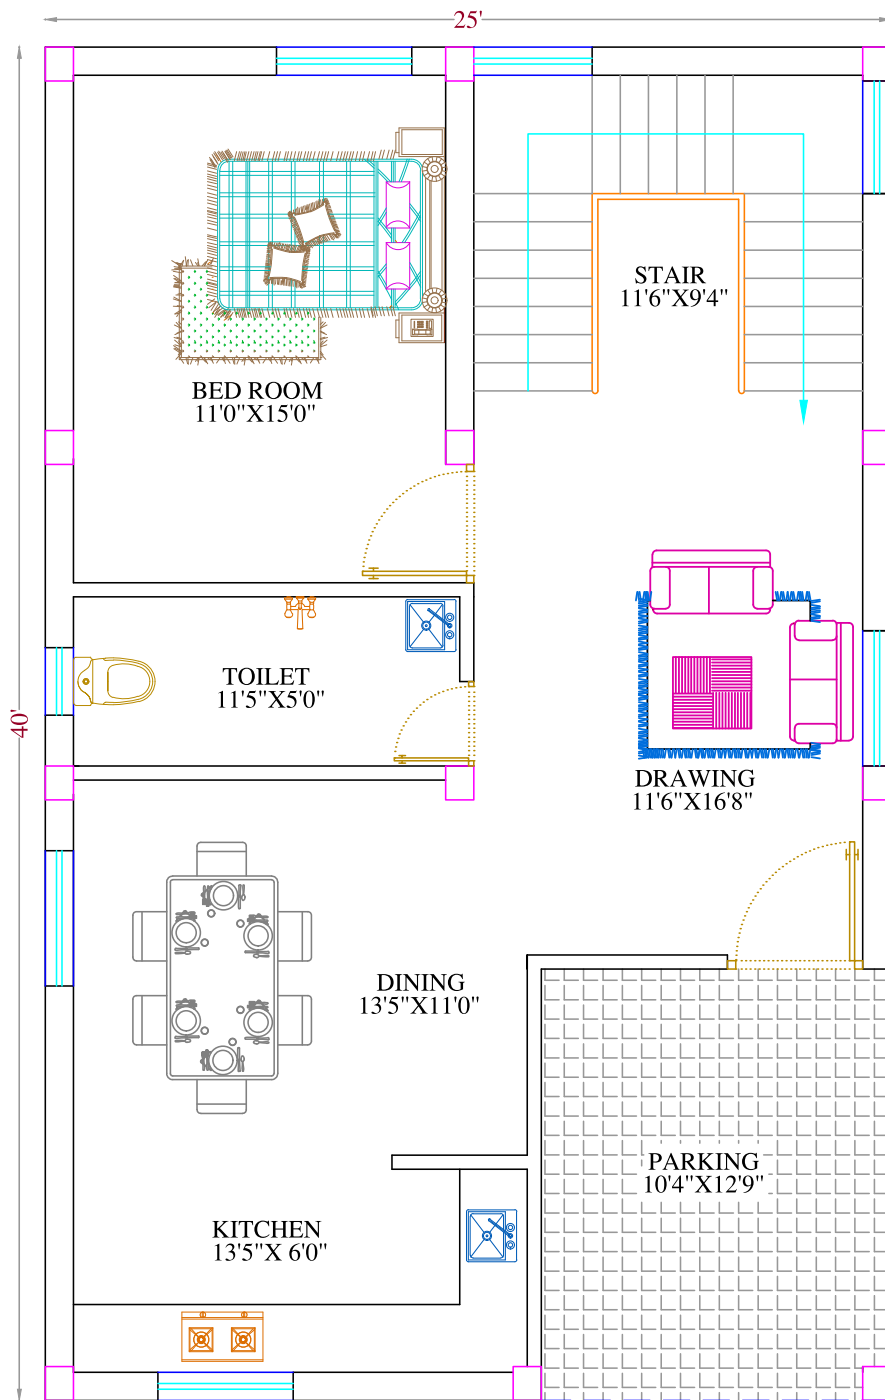 25'
STAIR
11'6"X9'4"
BED ROOM
11'0"X15'0"
TOILET
11'5"X5'0"
40'
DRAWING
11'6"X16'8"
DINING
13'5"X11'0"
PARKING
10'4"X12'9"
KITCHEN
13'5"X 6'0"